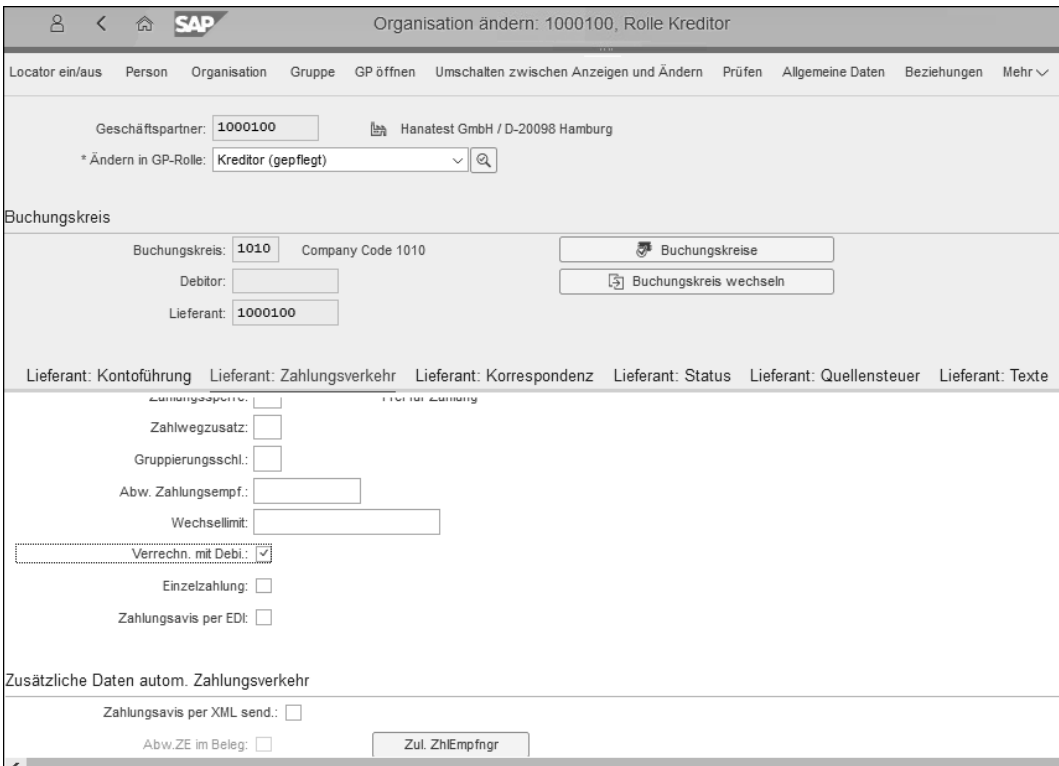 SAP Organisation ändern: 1000100, Rolle Kreditor
Locator ein/aus Person Organisation Gruppe GP öffnen Umschalten zwischen Anzeigen und Ändern Prüfen Allgemeine Daten Beziehungen Mehr
Geschäftspartner: 1000100 Hanatest GmbH / D-20098 Hamburg
* Ändern in GP-Rolle: Kreditor (gepflegt)
Buchungskreis
Buchungskreis: 1010 Company Code 1010 Buchungskreise
Debitor: Buchungskreis wechseln
Lieferant: 1000100
Lieferant: Kontoführung Lieferant: Zahlungsverkehr Lieferant: Korrespondenz Lieferant: Status Lieferant: Quellensteuer Lieferant: Texte
Zahlungssperre: Frei für Zahlung
Zahlwegzusatz:
Gruppierungsschl.:
Abw. Zahlungsempf.:
Wechsellimit:
Verrechn. mit Debi.:
Einzelzahlung:
Zahlungsavis per EDI:
Zusätzliche Daten autom. Zahlungsverkehr
Zahlungsavis per XML send.:
Abw.ZE im Beleg: Zul. ZhlEmpfngr